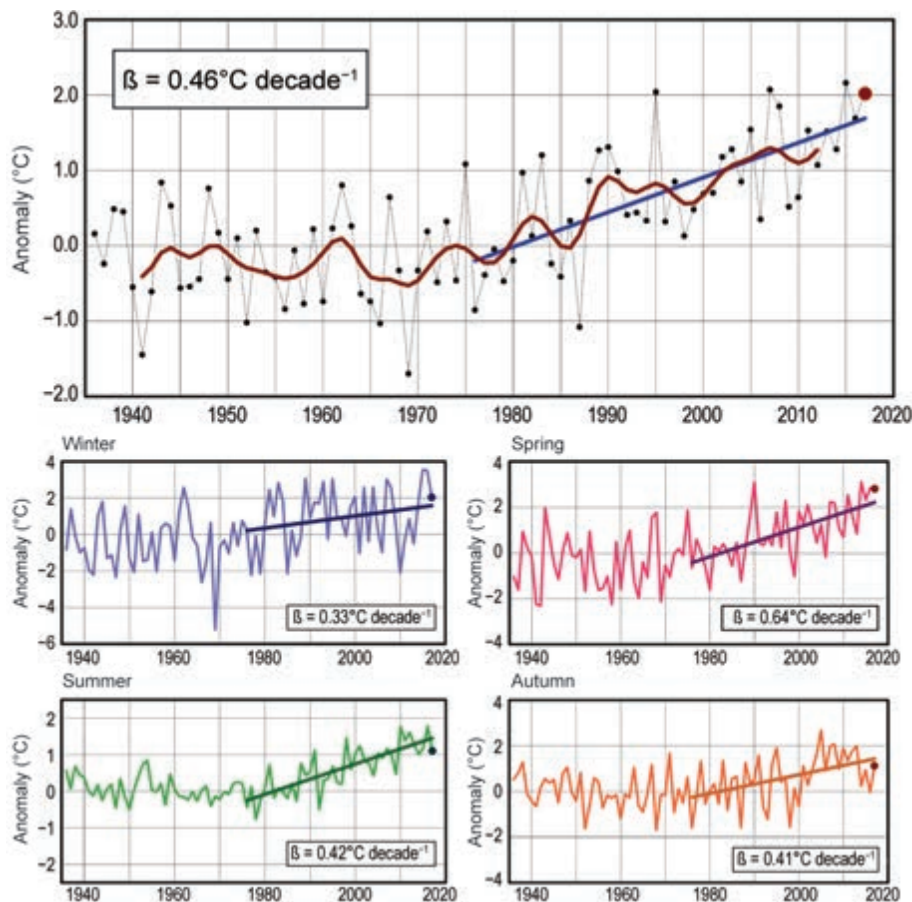 3.0
ß = 0.46°C decade⁻¹
2.0
1.0
0.0
−1.0
−2.0
Anomaly (°C)
1940 1950 1960 1970 1980 1990 2000 2010 2020
Winter
4
2
0
−2
−4
−6
Anomaly (°C)
ß = 0.33°C decade⁻¹
1940 1960 1980 2000 2020
Spring
4
2
0
−2
−4
Anomaly (°C)
ß = 0.64°C decade⁻¹
1940 1960 1980 2000 2020
Summer
2
1
0
−1
−2
Anomaly (°C)
ß = 0.42°C decade⁻¹
1940 1960 1980 2000 2020
Autumn
4
2
0
−2
−4
Anomaly (°C)
ß = 0.41°C decade⁻¹
1940 1960 1980 2000 2020